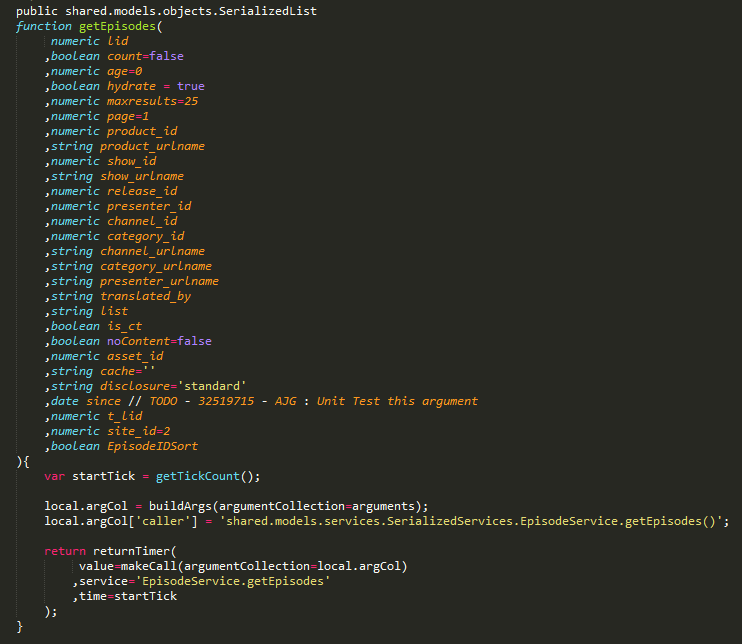 public shared.models.objects.SerializedList
function getEpisodes(
numeric lid
,boolean count=false
,numeric age=0
,boolean hydrate = true
,numeric maxresults=25
,numeric page=1
,numeric product_id
,string product_urlname
,numeric show_id
,string show_urlname
,numeric release_id
,numeric presenter_id
,numeric channel_id
,numeric category_id
,string channel_urlname
,string category_urlname
,string presenter_urlname
,string translated_by
,string list
,boolean is_ct
,boolean noContent=false
,numeric asset_id
,string cache=''
,string disclosure='standard'
,date since // TODO - 32519715 - AJG : Unit Test this argument
,numeric t_lid
,numeric site_id=2
,boolean EpisodeIDSort
){
var startTick = getTickCount();
local.argCol = buildArgs(argumentCollection=arguments);
local.argCol['caller'] = 'shared.models.services.SerializedServices.EpisodeService.getEpisodes()';
return returnTimer(
value=makeCall(argumentCollection=local.argCol)
,service='EpisodeService.getEpisodes'
,time=startTick
);
}